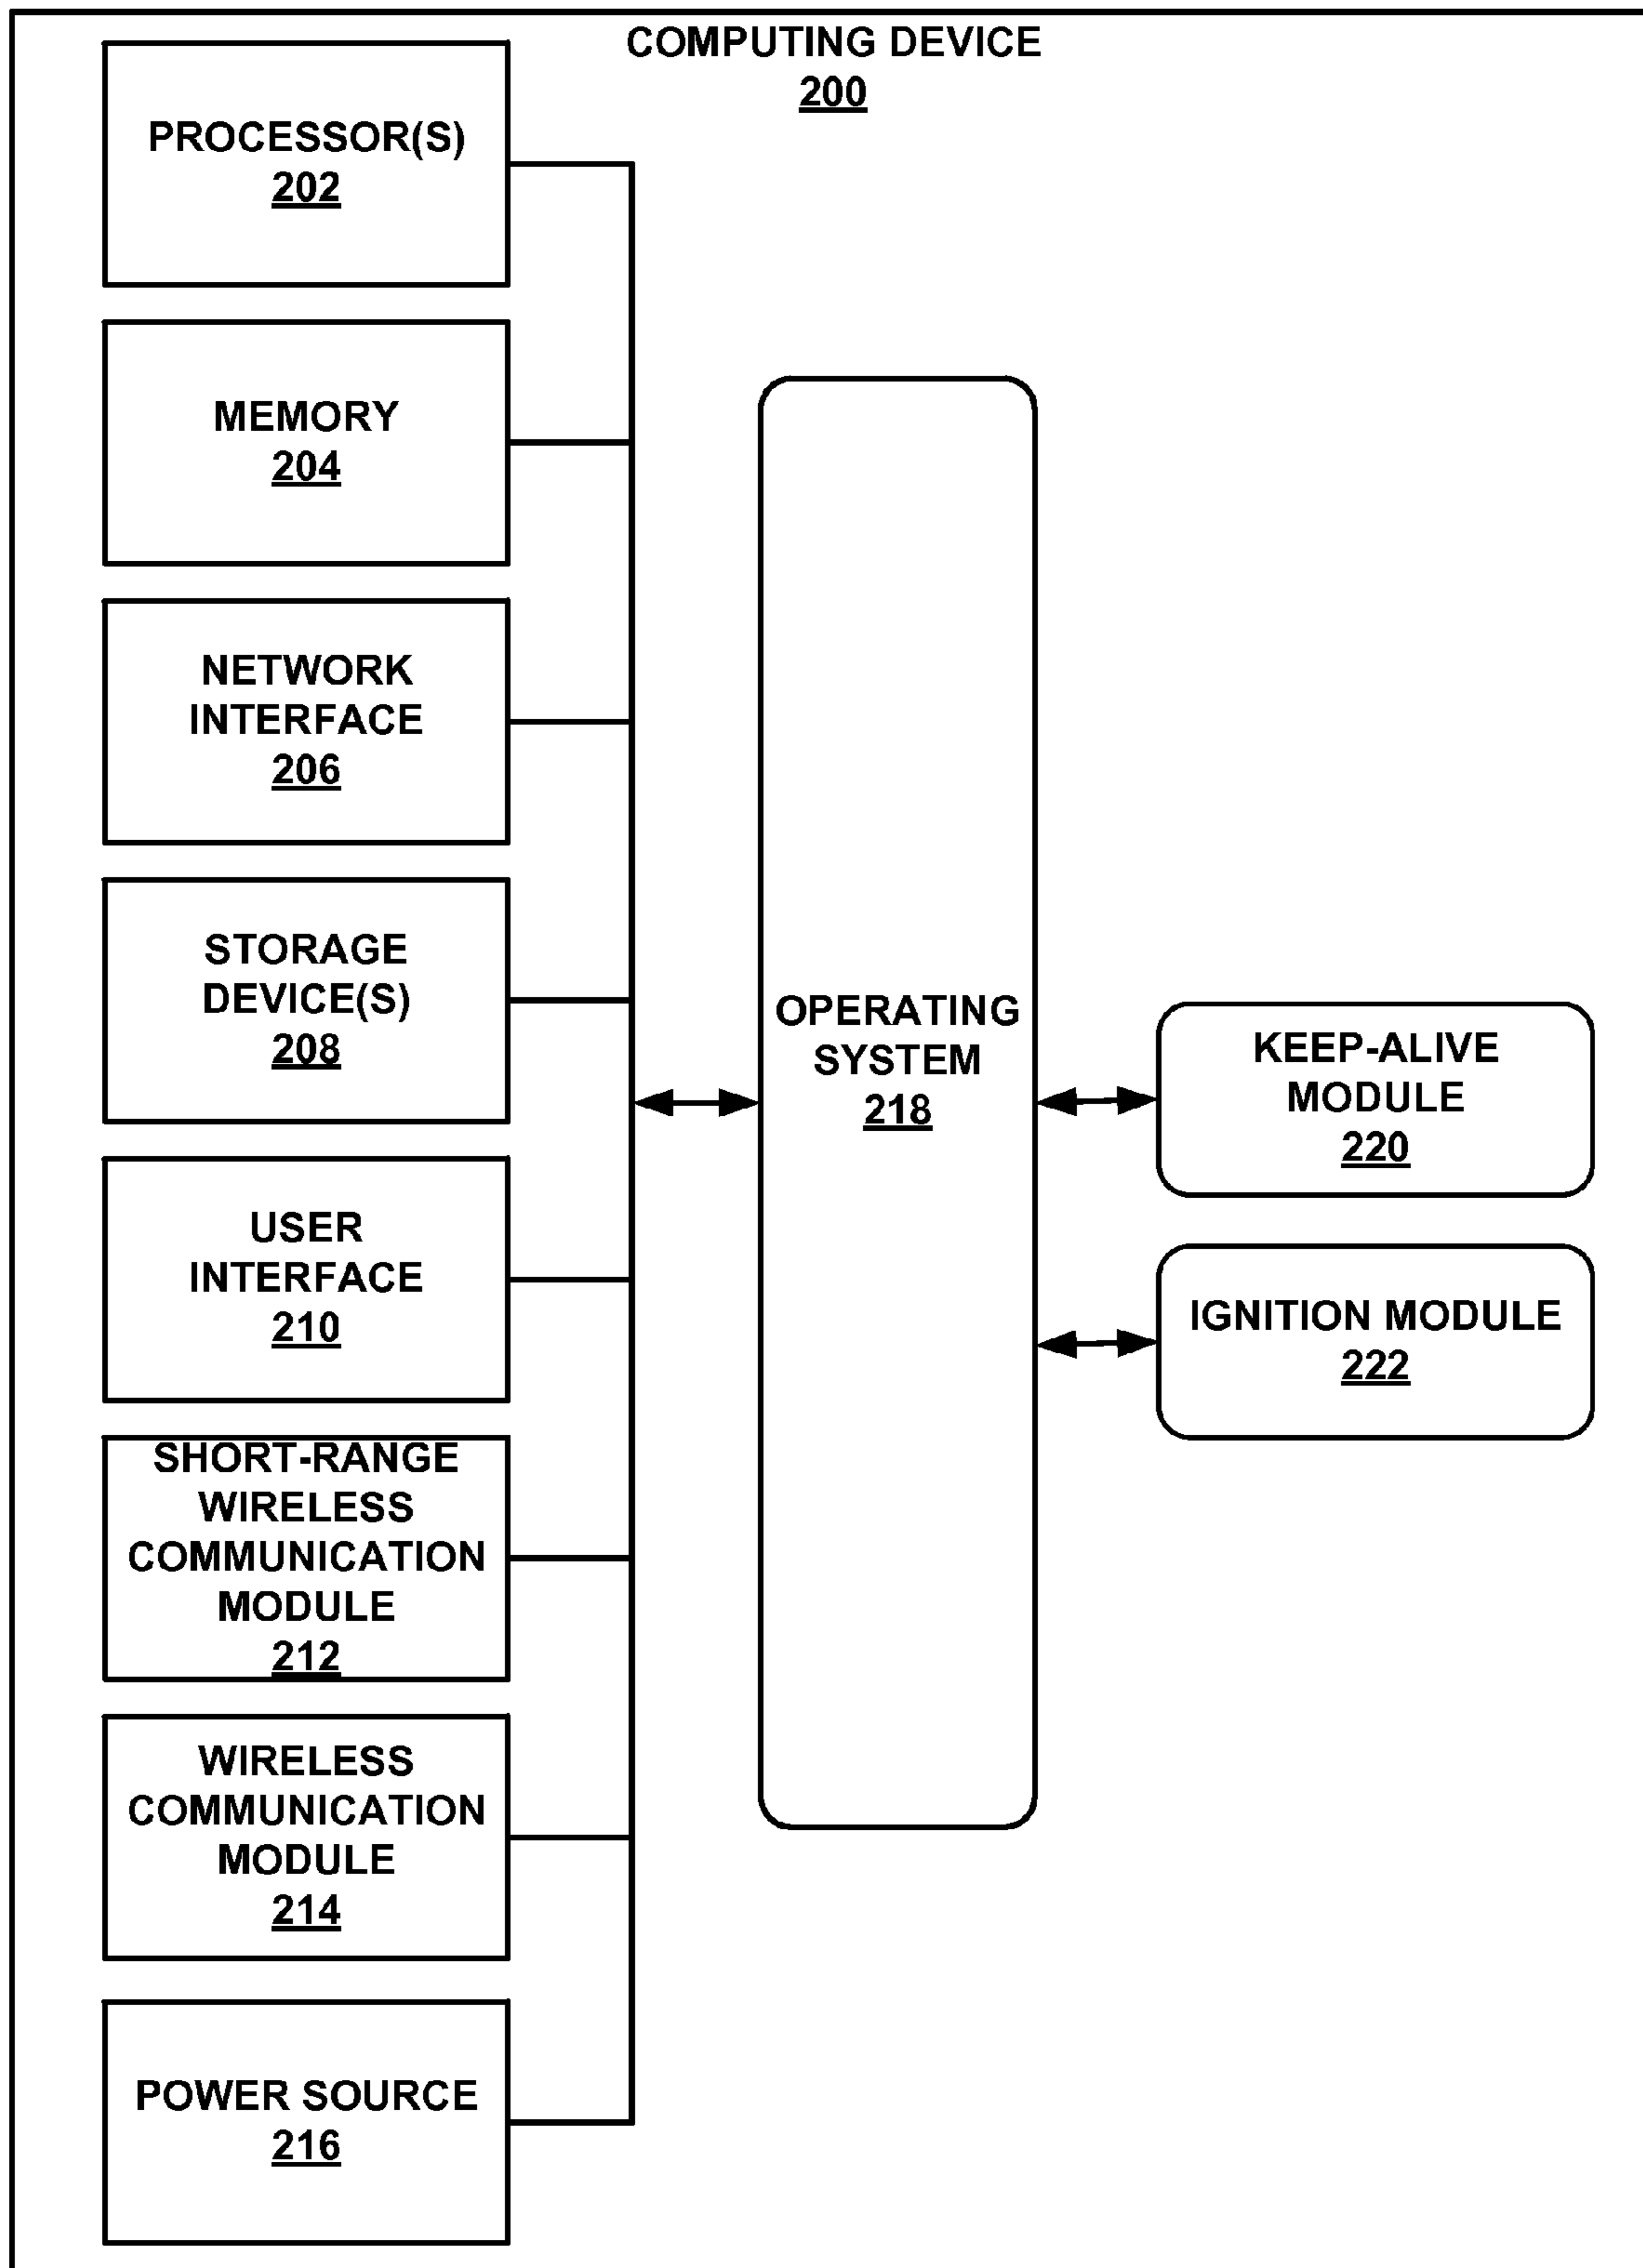 COMPUTING DEVICE
200
PROCESSOR(S)
202
MEMORY
204
NETWORK
INTERFACE
206
STORAGE
DEVICE(S)
208
USER
INTERFACE
210
SHORT-RANGE
WIRELESS
COMMUNICATION
MODULE
212
WIRELESS
COMMUNICATION
MODULE
214
POWER SOURCE
216
OPERATING
SYSTEM
218
KEEP-ALIVE
MODULE
220
IGNITION MODULE
222